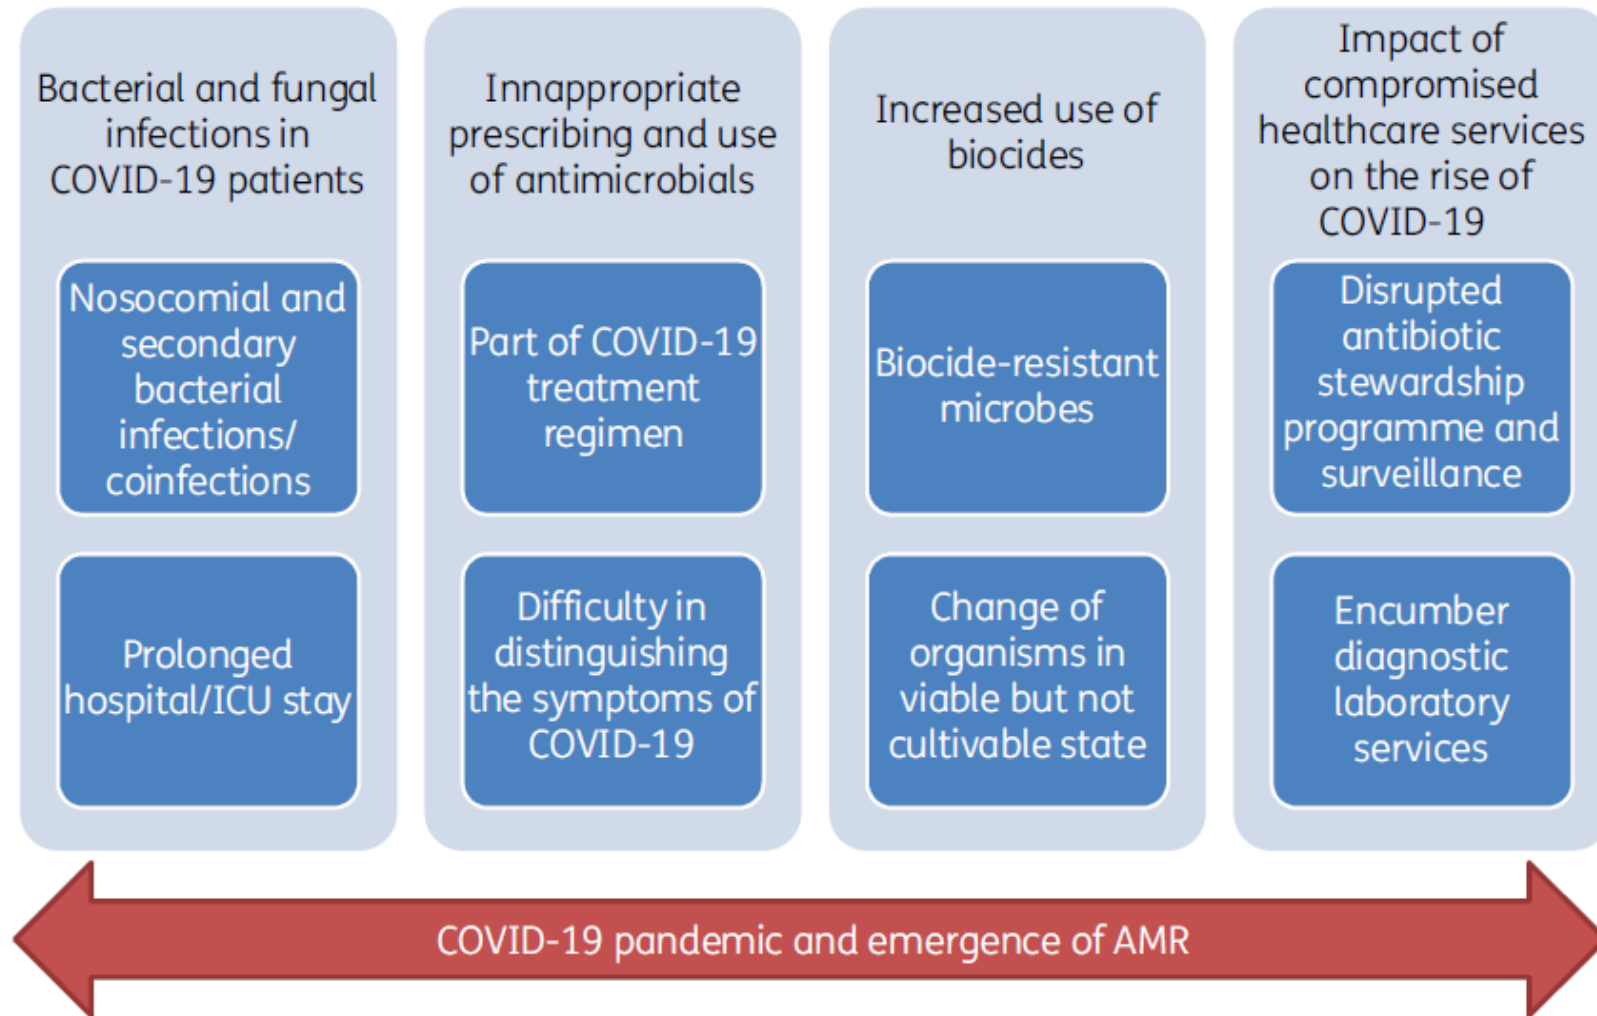 Bacterial and fungal
infections in
COVID-19 patients
Nosocomial and
secondary
bacterial
infections/
coinfections
Prolonged
hospital/ICU stay
Innappropriate
prescribing and use
of antimicrobials
Part of COVID-19
treatment
regimen
Difficulty in
distinguishing
the symptoms of
COVID-19
Increased use of
biocides
Biocide-resistant
microbes
Change of
organisms in
viable but not
cultivable state
Impact of
compromised
healthcare services
on the rise of
COVID-19
Disrupted
antibiotic
stewardship
programme and
surveillance
Encumber
diagnostic
laboratory
services
COVID-19 pandemic and emergence of AMR